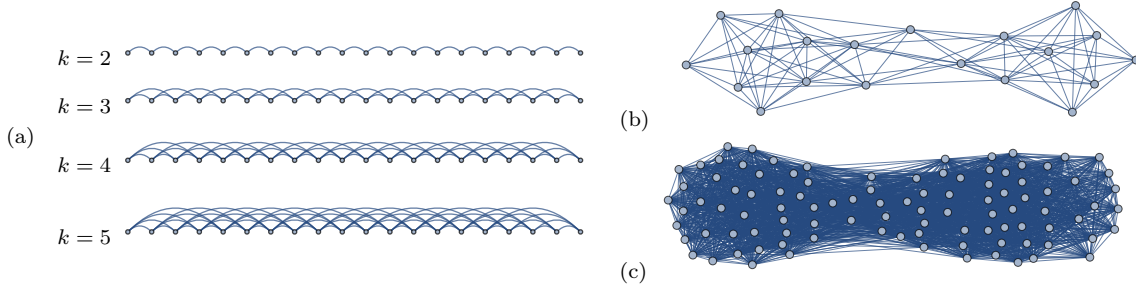 (a)
k = 2
k = 3
k = 4
k = 5
(b)
(c)